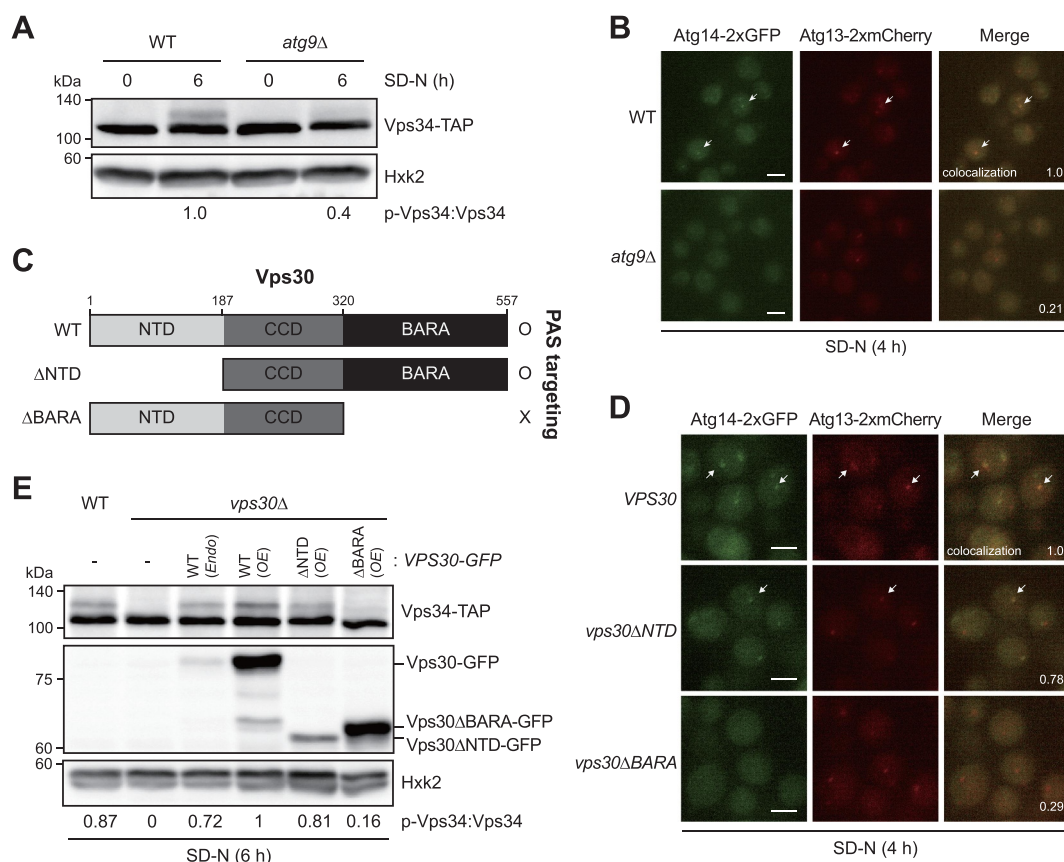 A
WT atg9Δ
0 6 0 6 SD-N (h)
kDa
140
100
Vps34-TAP
60
Hxk2
1.0 0.4 p-Vps34:Vps34
B
Atg14-2xGFP Atg13-2xmCherry Merge
WT
colocalization 1.0
atg9Δ
0.21
SD-N (4 h)
C
Vps30
1 187 320 557
WT NTD CCD BARA O
ΔNTD CCD BARA O
ΔBARA NTD CCD X
PAS targeting
D
Atg14-2xGFP Atg13-2xmCherry Merge
VPS30
colocalization 1.0
vps30ΔNTD
0.78
vps30ΔBARA
0.29
SD-N (4 h)
E
WT vps30Δ
- - WT (Endo) WT (OE) ΔNTD (OE) ΔBARA (OE) : VPS30-GFP
kDa
140
100
Vps34-TAP
Vps30-GFP
75
Vps30ΔBARA-GFP
Vps30ΔNTD-GFP
60
60
Hxk2
0.87 0 0.72 1 0.81 0.16 p-Vps34:Vps34
SD-N (6 h)